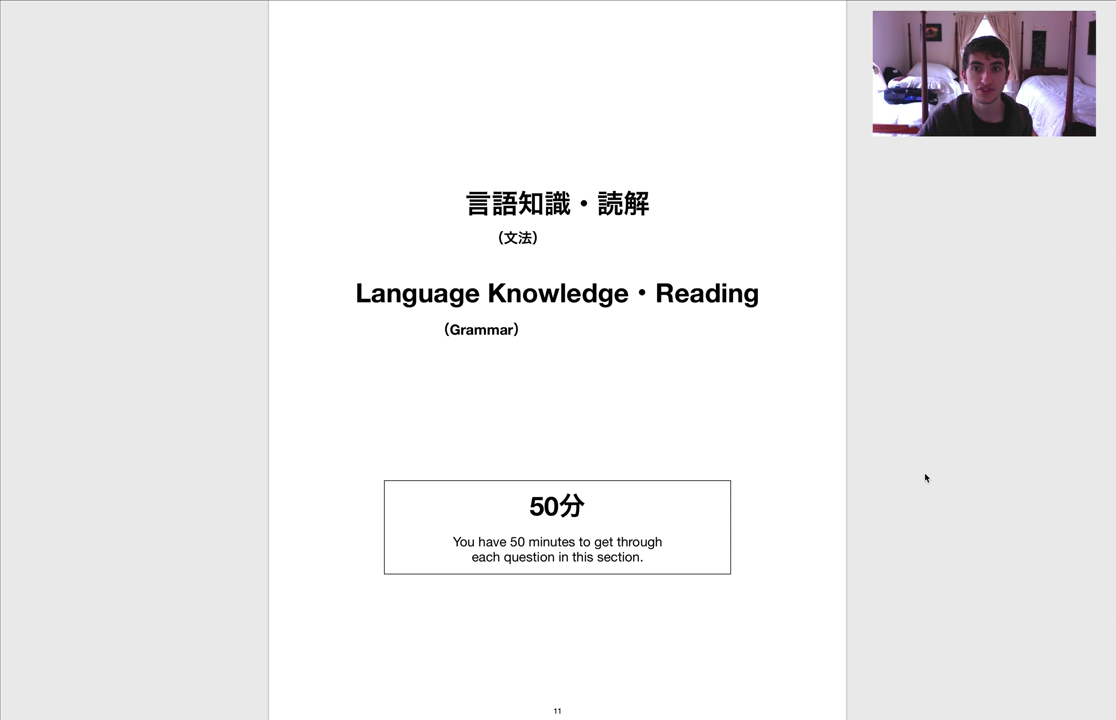 言語知識・読解
（文法）
Language Knowledge・Reading
（Grammar）
50分
You have 50 minutes to get through
each question in this section.
11